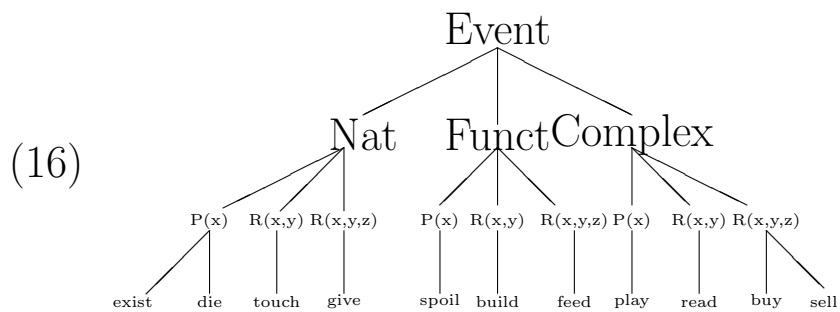 Event
(16)
Nat Funct Complex
P(x) R(x,y) R(x,y,z) P(x) R(x,y) R(x,y,z) P(x) R(x,y) R(x,y,z)
exist die touch give spoil build feed play read buy sell